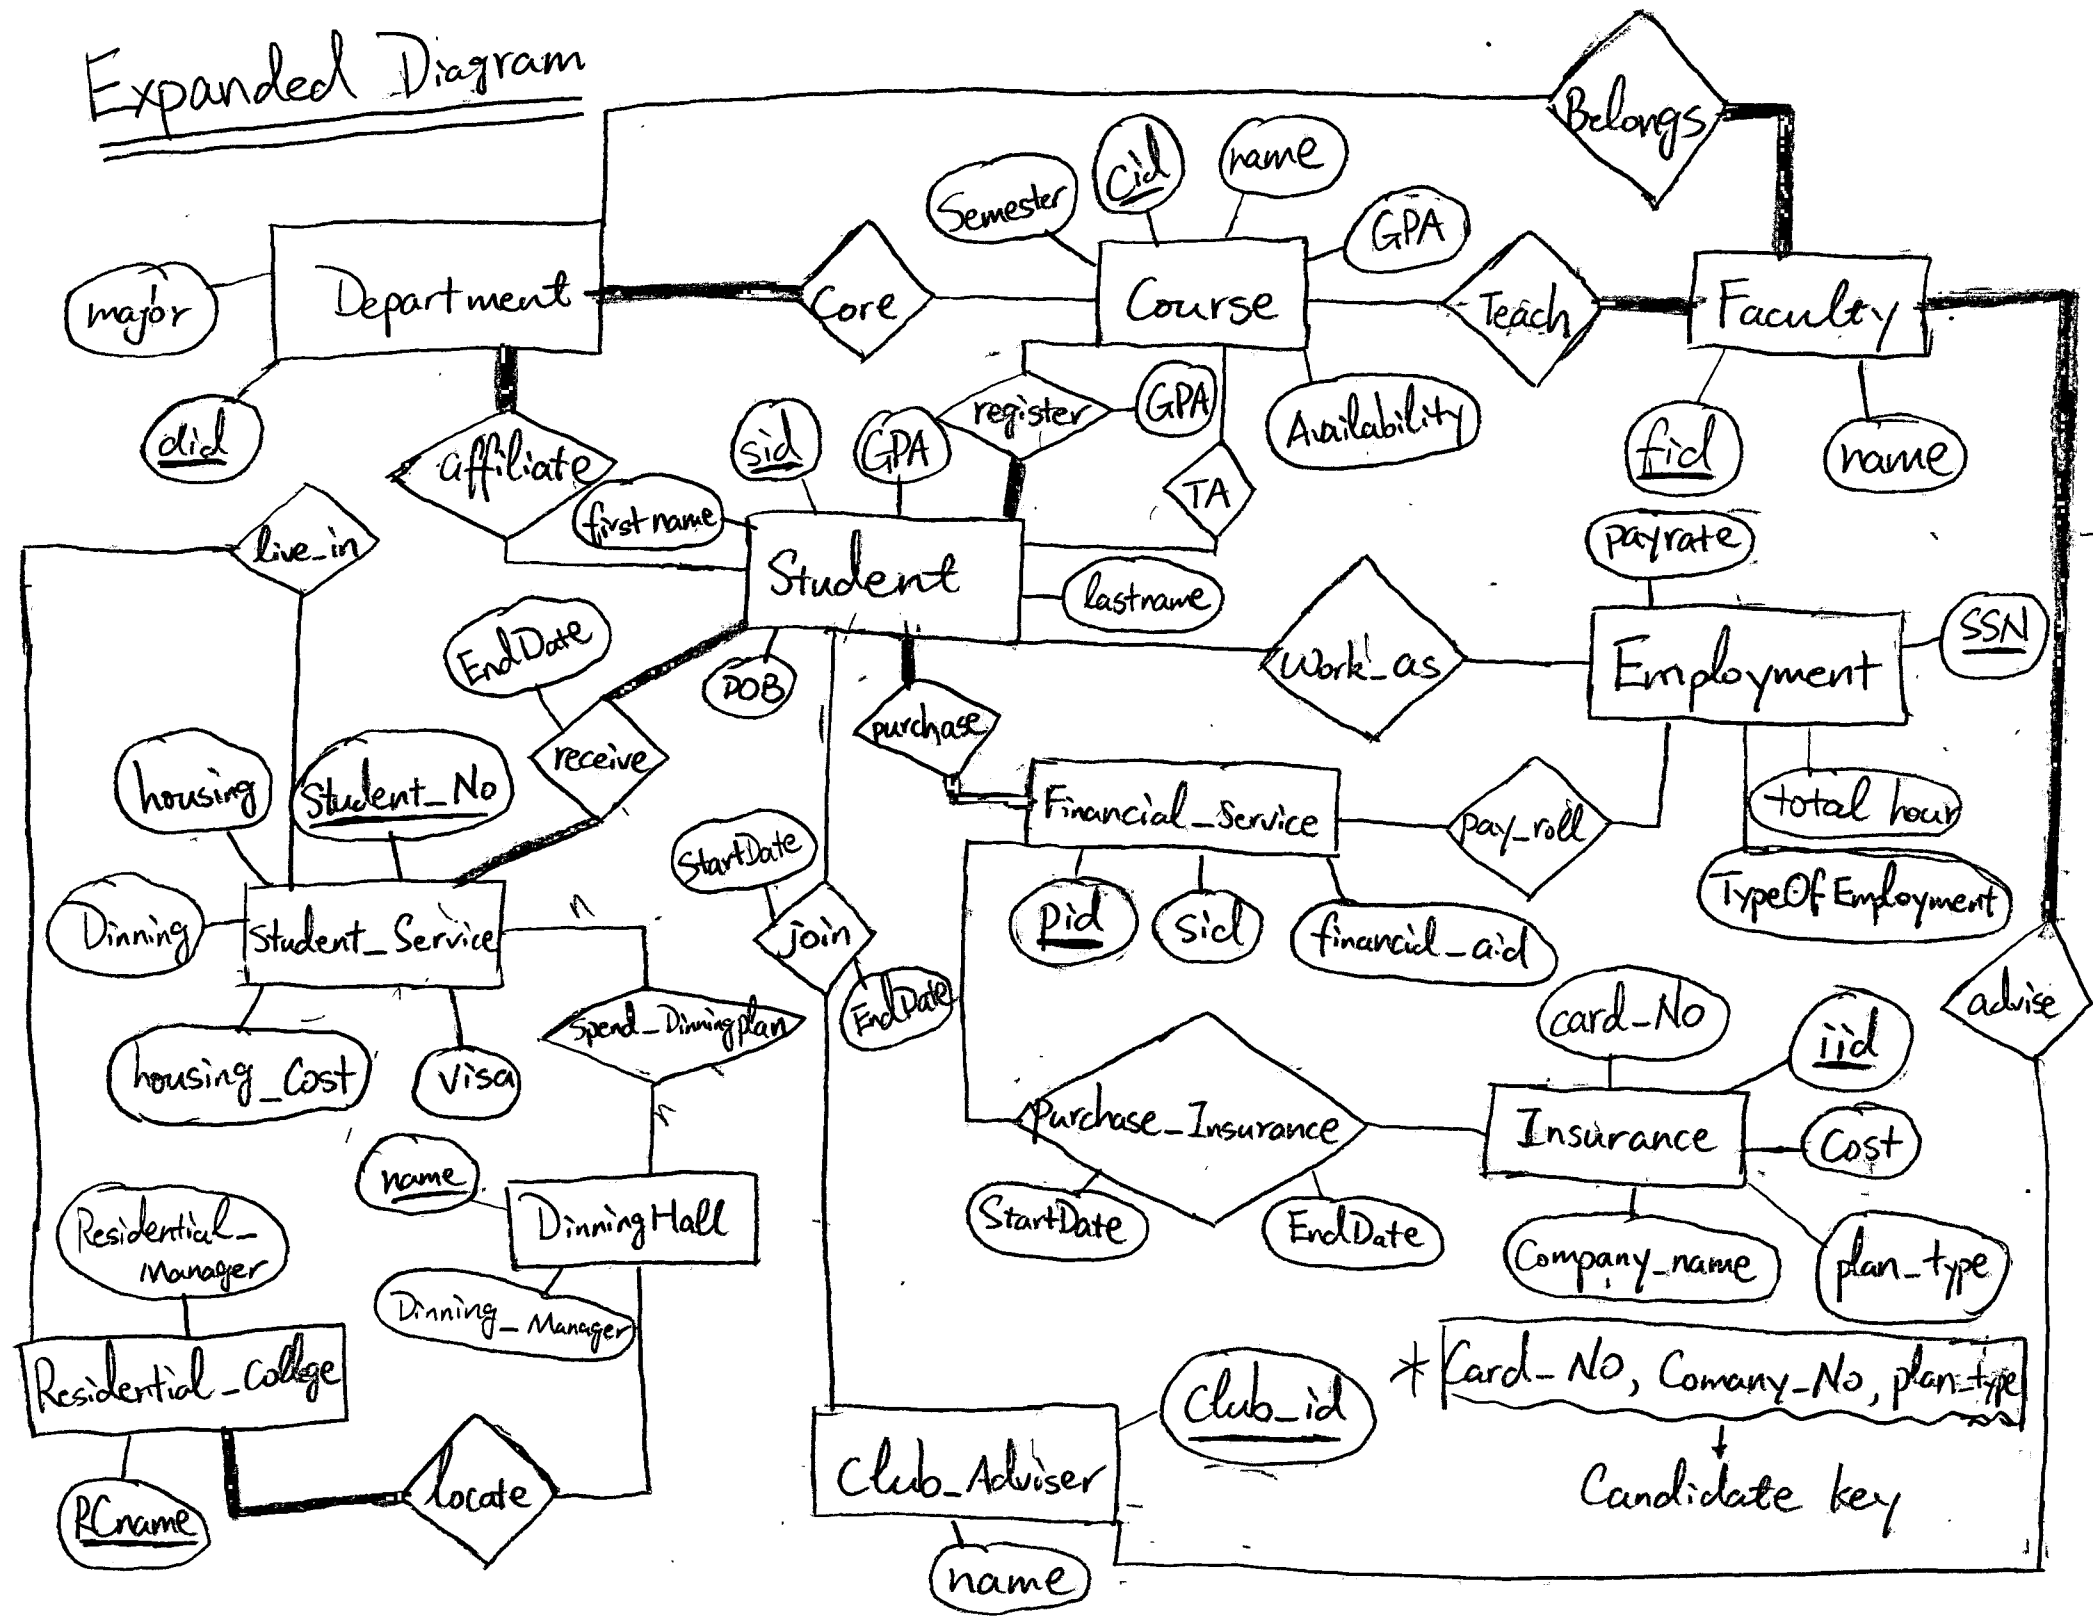 Expanded Diagram
Belongs
Semester
cid
name
GPA
major
Department
Core
Course
Teach
Faculty
did
affiliate
sid
GPA
register
GPA
Availability
fid
name
live_in
first name
TA
payrate
Student
lastname
SSN
EndDate
POB
Work_as
Employment
purchase
receive
housing
Student_No
Financial_Service
pay_roll
total hour
StartDate
TypeOfEmployment
Dinning
Student_Service
join
pid
sid
financial_aid
EndDate
n
Spend_Dinningplan
card_No
iid
advise
housing_Cost
visa
n
Purchase_Insurance
Insurance
Cost
name
StartDate
EndDate
Residential_
Manager
DinningHall
Company_name
plan_type
Dinning_Manager
Residential_College
Club_id
* Card_No, Comany_No, plan_type
locate
Club_Adviser
Candidate key
RCname
name